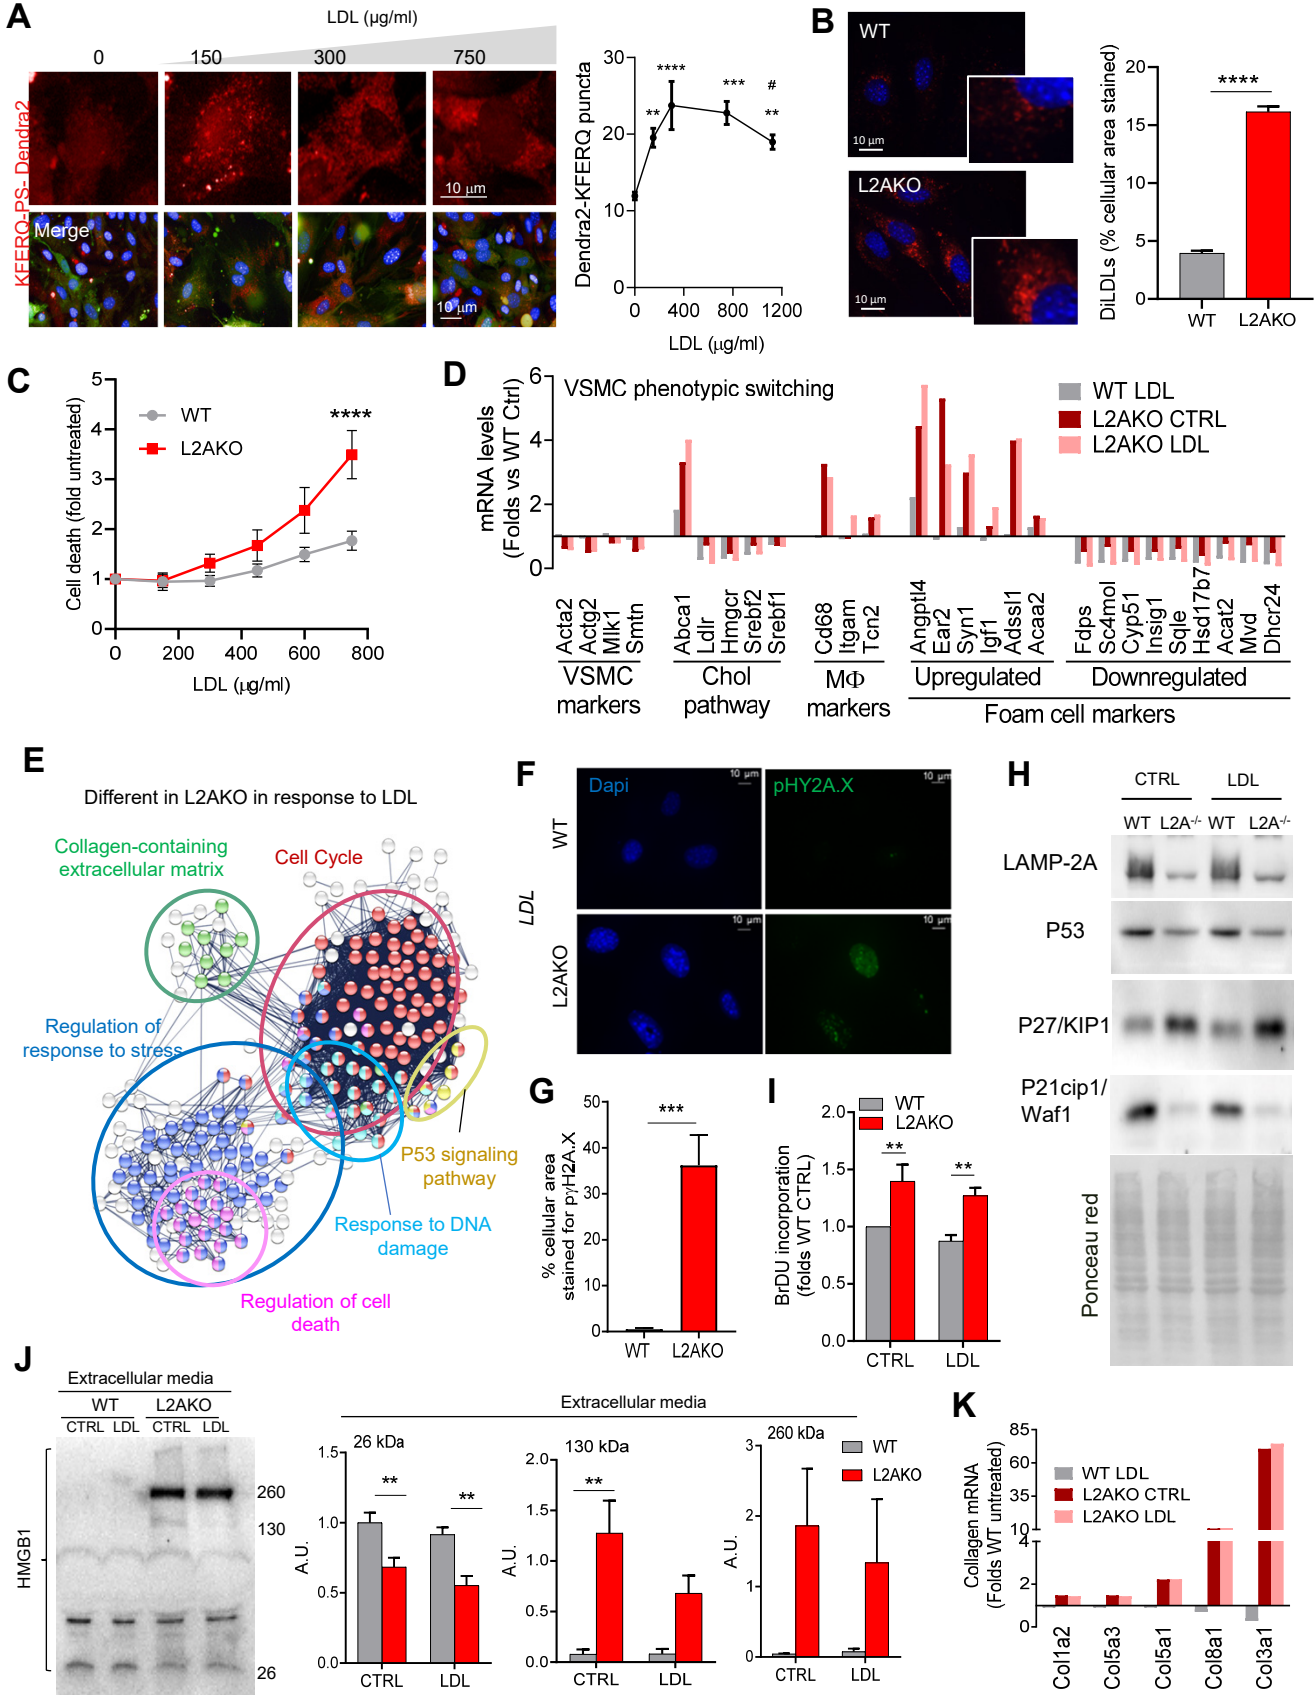 A
LDL (µg/ml)
0
150
300
750
KFERQ-PS- Dendra2
10 µm
Merge
10 µm
Dendra2-KFERQ puncta
30
20
10
0
**
****
***
#
**
0
400
800
1200
LDL (µg/ml)
B
WT
10 µm
L2AKO
10 µm
DiLDLs (% cellular area stained)
20
15
10
5
0
****
WT
L2AKO
C
Cell death (fold untreated)
5
4
3
2
1
0
WT
L2AKO
****
0
200
400
600
800
LDL (µg/ml)
D
VSMC phenotypic switching
mRNA levels
(Folds vs WT Ctrl)
6
4
2
0
WT LDL
L2AKO CTRL
L2AKO LDL
Acta2
Actg2
Mlk1
Smtn
Abca1
Ldlr
Hmgcr
Srebf2
Srebf1
Cd68
Itgam
Tcn2
Angptl4
Ear2
Syn1
Igf1
Adssl1
Acaa2
Fdps
Sc4mol
Cyp51
Insig1
Sqle
Hsd17b7
Acat2
Mvd
Dhcr24
VSMC
markers
Chol
pathway
MΦ
markers
Upregulated
Downregulated
Foam cell markers
E
Different in L2AKO in response to LDL
Collagen-containing
extracellular matrix
Cell Cycle
Regulation of
response to stress
P53 signaling
pathway
Response to DNA
damage
Regulation of cell
death
F
LDL
WT
L2AKO
Dapi
10 µm
pHY2A.X
10 µm
10 µm
10 µm
G
% cellular area
stained for pγH2A.X
50
40
30
20
10
0
***
WT
L2AKO
H
CTRL
LDL
WT
L2A-/-
WT
L2A-/-
LAMP-2A
P53
P27/KIP1
P21cip1/
Waf1
Ponceau red
I
WT
L2AKO
BrDU incorporation
(folds WT CTRL)
2.0
1.5
1.0
0.5
0.0
**
**
CTRL
LDL
J
Extracellular media
WT
L2AKO
CTRL
LDL
CTRL
LDL
HMGB1
260
130
26
Extracellular media
26 kDa
A.U.
1.5
1.0
0.5
0.0
**
**
CTRL
LDL
130 kDa
A.U.
2.0
1.5
1.0
0.5
0.0
**
CTRL
LDL
260 kDa
A.U.
3
2
1
0
WT
L2AKO
CTRL
LDL
K
Collagen mRNA
(Folds WT untreated)
85
60
35
10
4
2
0
WT LDL
L2AKO CTRL
L2AKO LDL
Col1a2
Col5a3
Col5a1
Col8a1
Col3a1